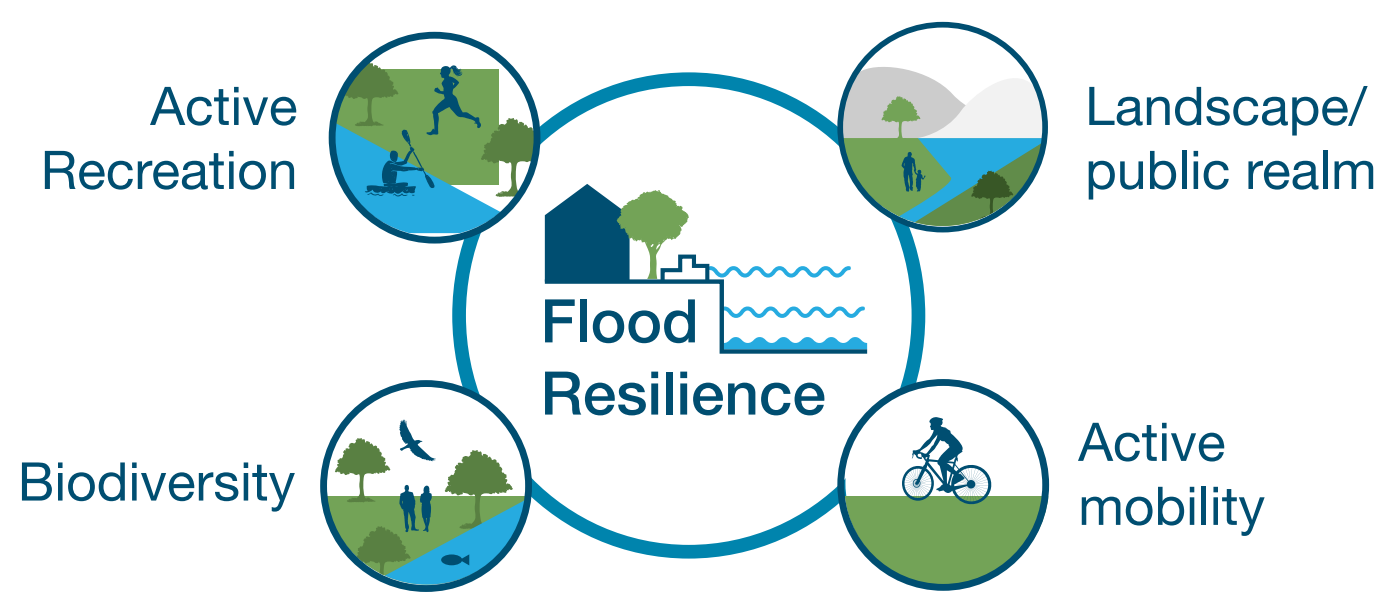 Active
Recreation
Landscape/
public realm
Flood
Resilience
Biodiversity
Active
mobility